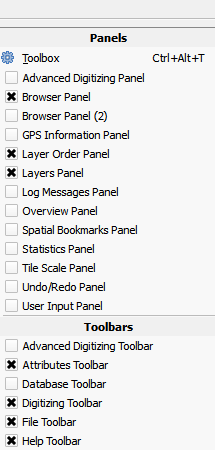 Panels
Toolbox Ctrl+Alt+T
Advanced Digitizing Panel
Browser Panel
Browser Panel (2)
GPS Information Panel
Layer Order Panel
Layers Panel
Log Messages Panel
Overview Panel
Spatial Bookmarks Panel
Statistics Panel
Tile Scale Panel
Undo/Redo Panel
User Input Panel
Toolbars
Advanced Digitizing Toolbar
Attributes Toolbar
Database Toolbar
Digitizing Toolbar
File Toolbar
Help Toolbar